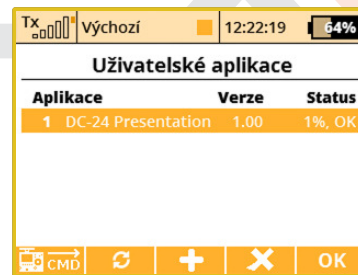 Tx Výchozí 12:22:19 64%
Uživatelské aplikace
Aplikace Verze Status
1 DC-24 Presentation 1.00 1%, OK
CMD OK